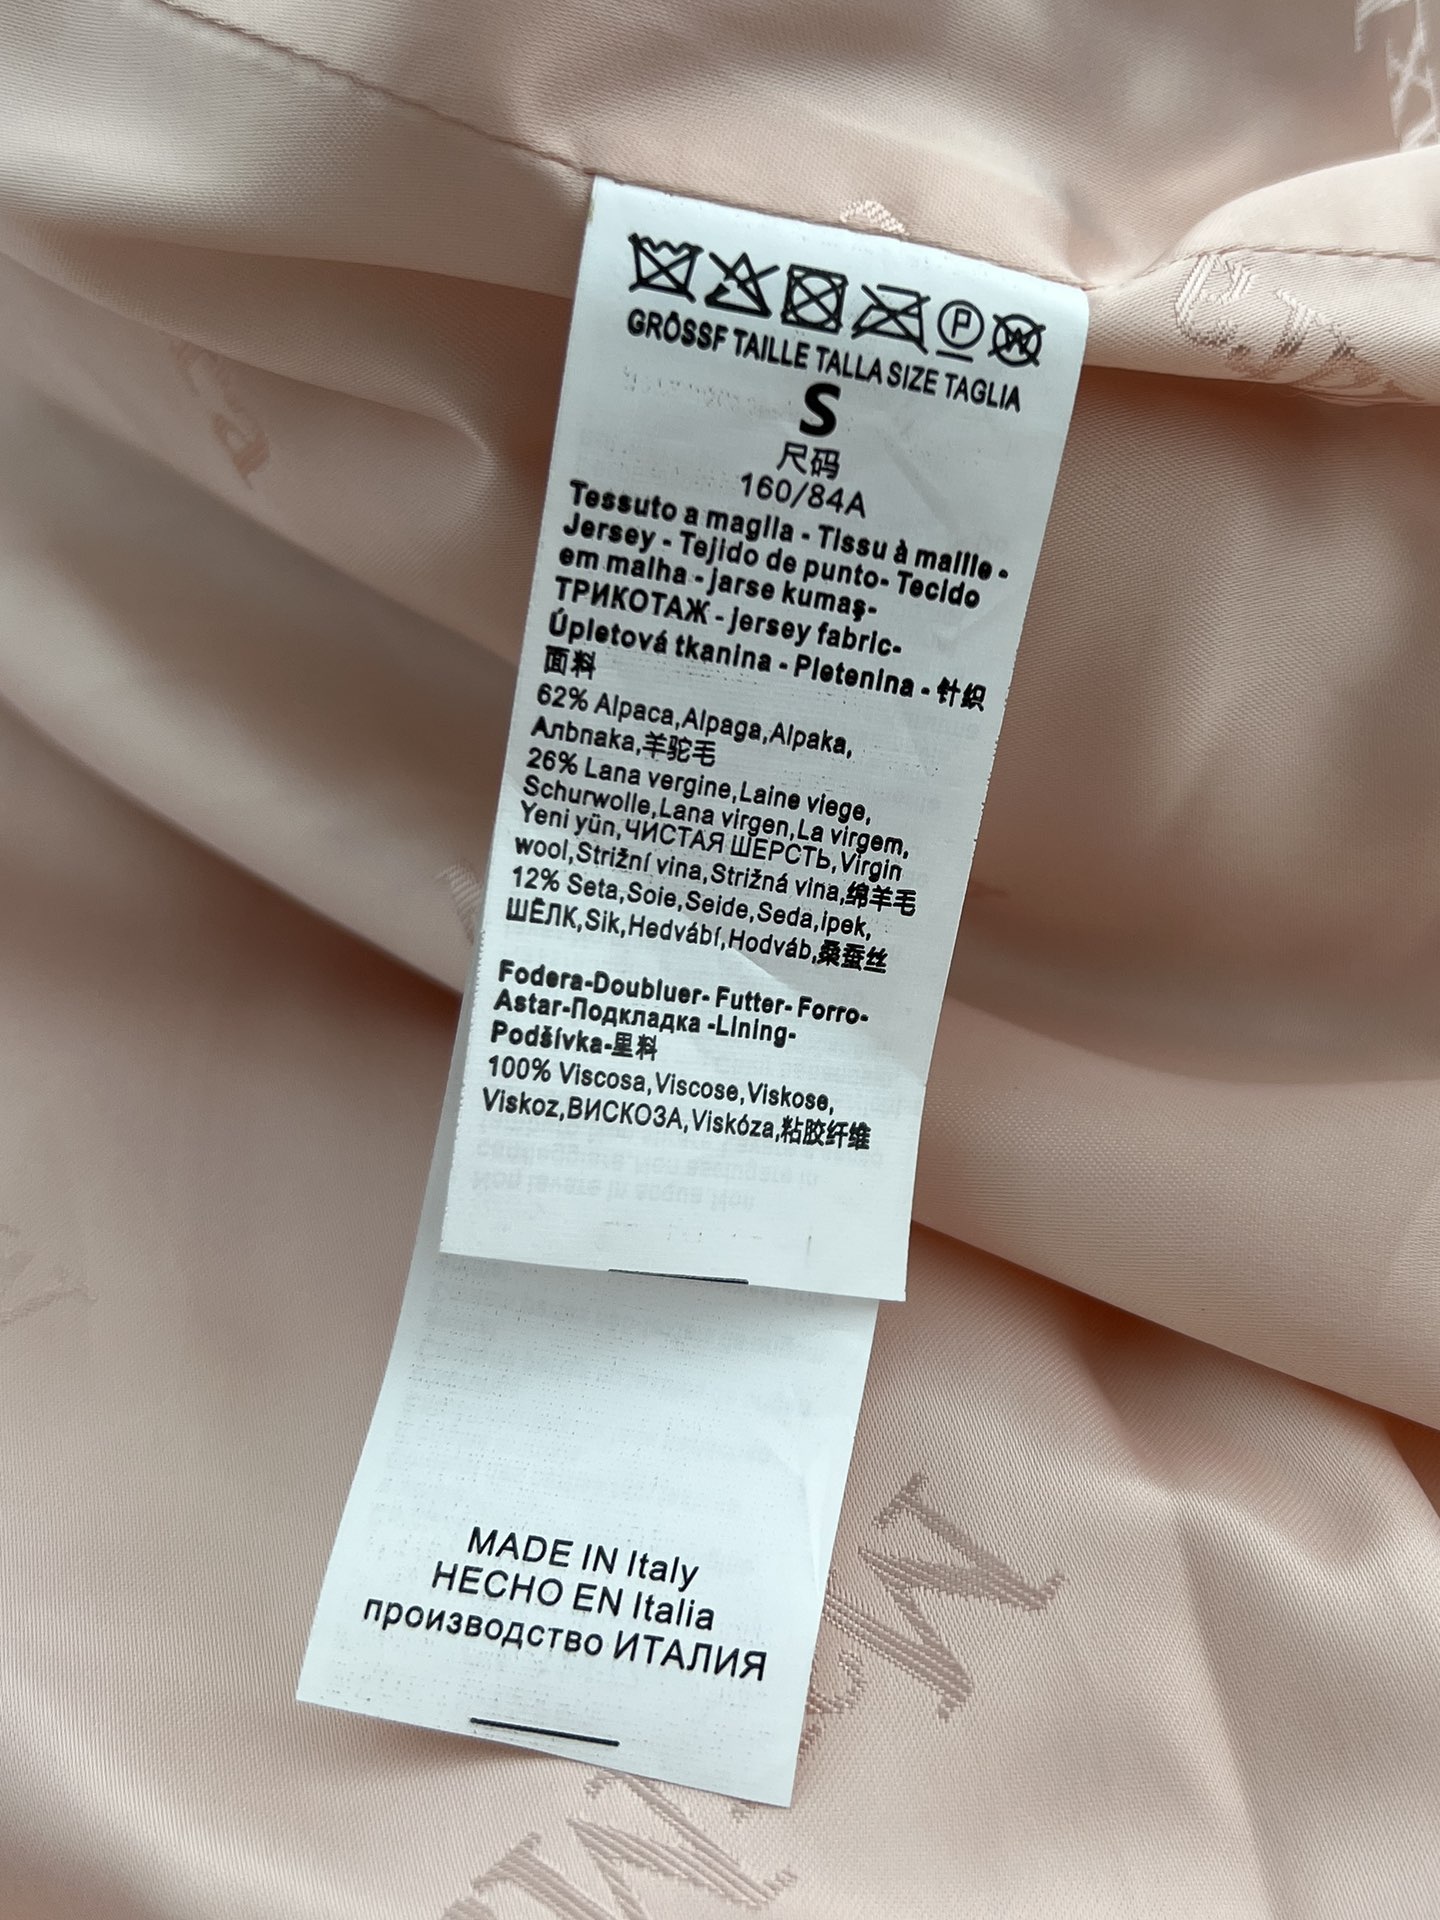 GRÔSSF TAILLE TALLA SIZE TAGLIA
S
尺码
160/84A
Tessuto a maglia - Tissu à maille -
Jersey - Tejido de punto- Tecido
em malha - jarse kumaş-
ТРИКОТАЖ - jersey fabric-
Úpletová tkanina - Pletenina - 针织
面料
62% Alpaca,Alpaga,Alpaka,
Алbпака,羊驼毛
26% Lana vergine,Laine viege,
Schurwolle,Lana virgen,La virgem,
Yeni yün,ЧИСТАЯ ШЕРСТЬ,Virgin
wool,Strižní vina,Strižná vina,绵羊毛
12% Seta,Soie,Seide,Seda,ipek,
ШЁЛК,Sik,Hedvábí,Hodváb,桑蚕丝
Fodera-Doubluer- Futter- Forro-
Astar-Подкладка -Lining-
Podšívka-里料
100% Viscosa,Viscose,Viskose,
Viskoz,ВИСКОЗА,Viskóza,粘胶纤维
MADE IN Italy
HECHO EN Italia
производство ИТАЛИЯ